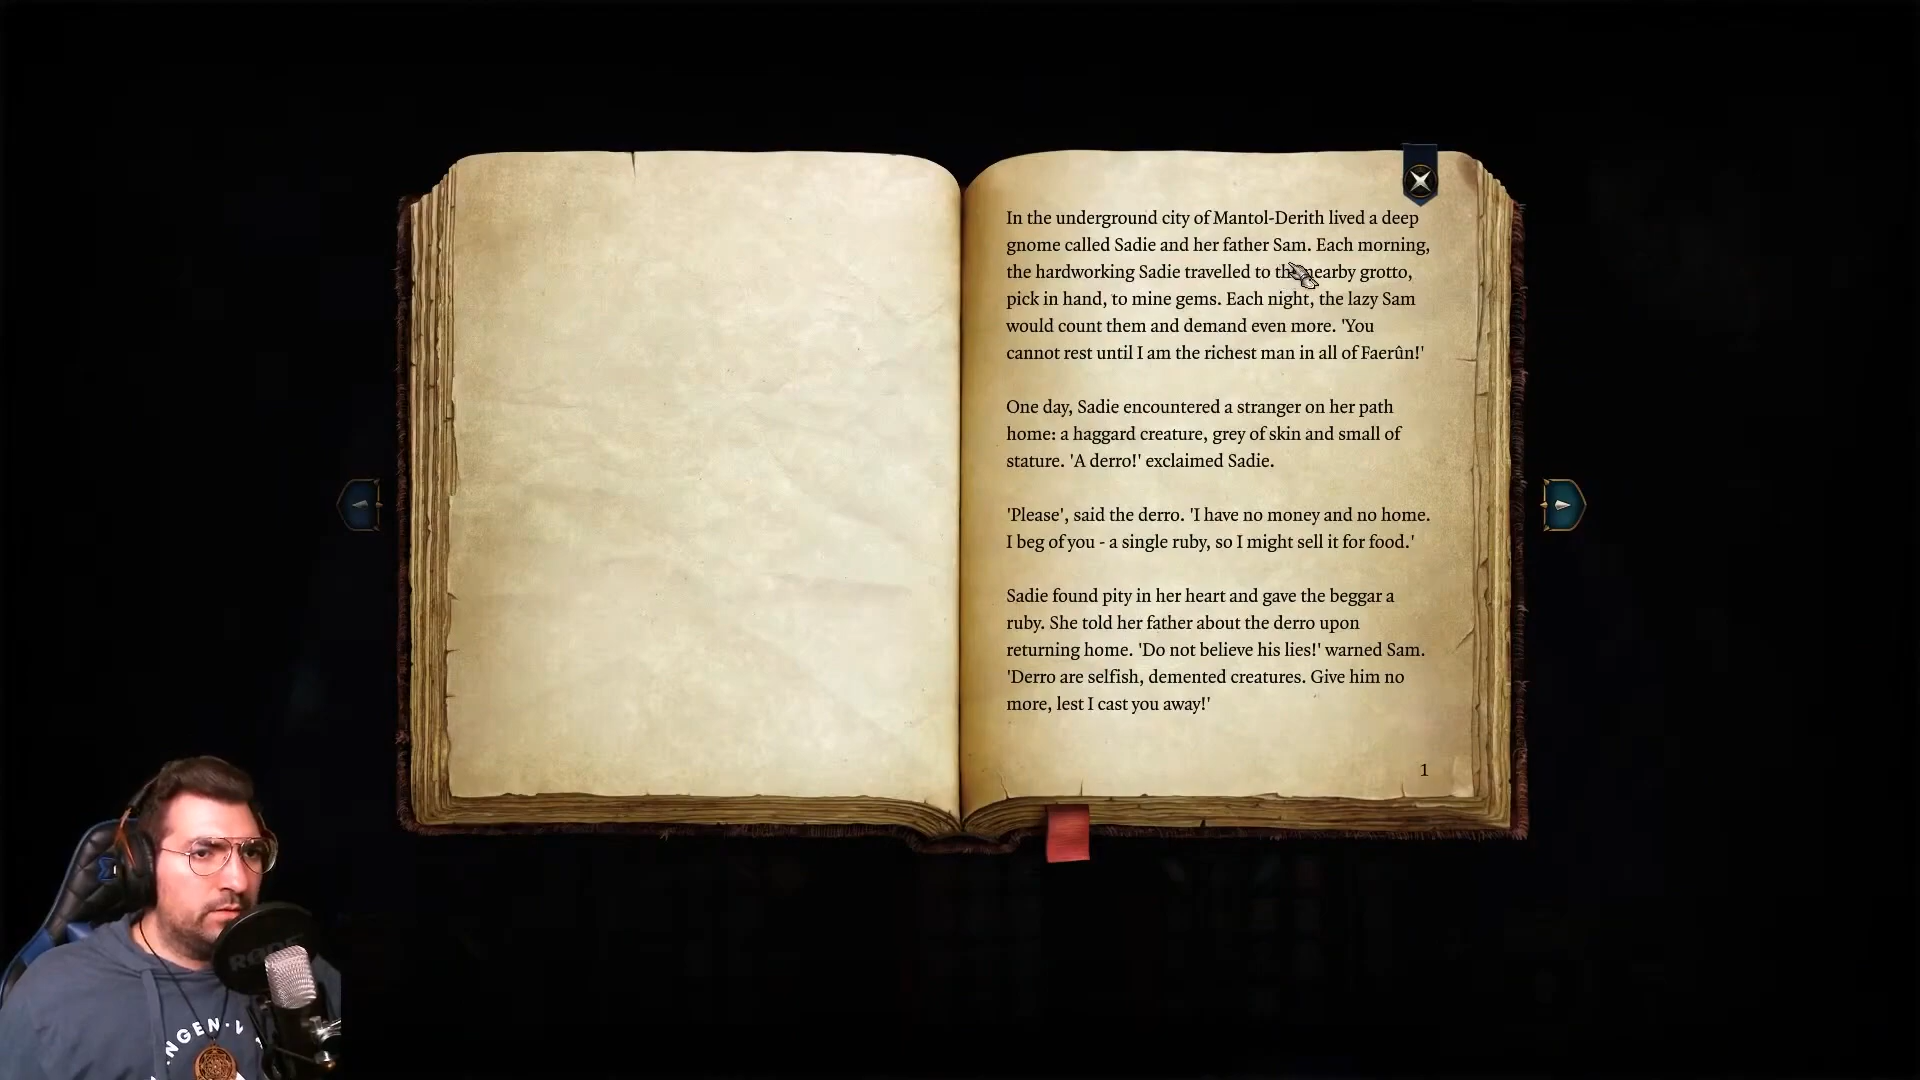 In the underground city of Mantol-Derith lived a deep
gnome called Sadie and her father Sam. Each morning,
the hardworking Sadie travelled to the nearby grotto,
pick in hand, to mine gems. Each night, the lazy Sam
would count them and demand even more. 'You
cannot rest until I am the richest man in all of Faerûn!'
One day, Sadie encountered a stranger on her path
home: a haggard creature, grey of skin and small of
stature. 'A derro!' exclaimed Sadie.
'Please', said the derro. 'I have no money and no home.
I beg of you - a single ruby, so I might sell it for food.'
Sadie found pity in her heart and gave the beggar a
ruby. She told her father about the derro upon
returning home. 'Do not believe his lies!' warned Sam.
'Derro are selfish, demented creatures. Give him no
more, lest I cast you away!'
1
RODE